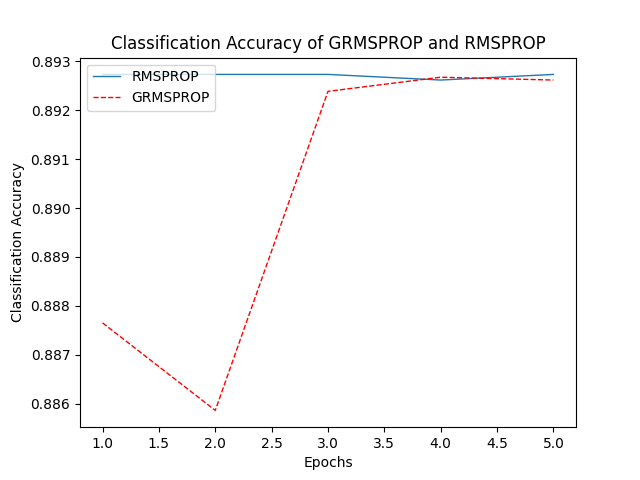 Classification Accuracy of GRMSPROP and RMSPROP
RMSPROP
GRMSPROP
0.893
0.892
0.891
0.890
0.889
0.888
0.887
0.886
Classification Accuracy
1.0 1.5 2.0 2.5 3.0 3.5 4.0 4.5 5.0
Epochs